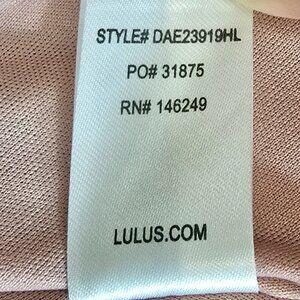 STYLE# DAE23919HL
PO# 31875
RN# 146249
LULUS.COM